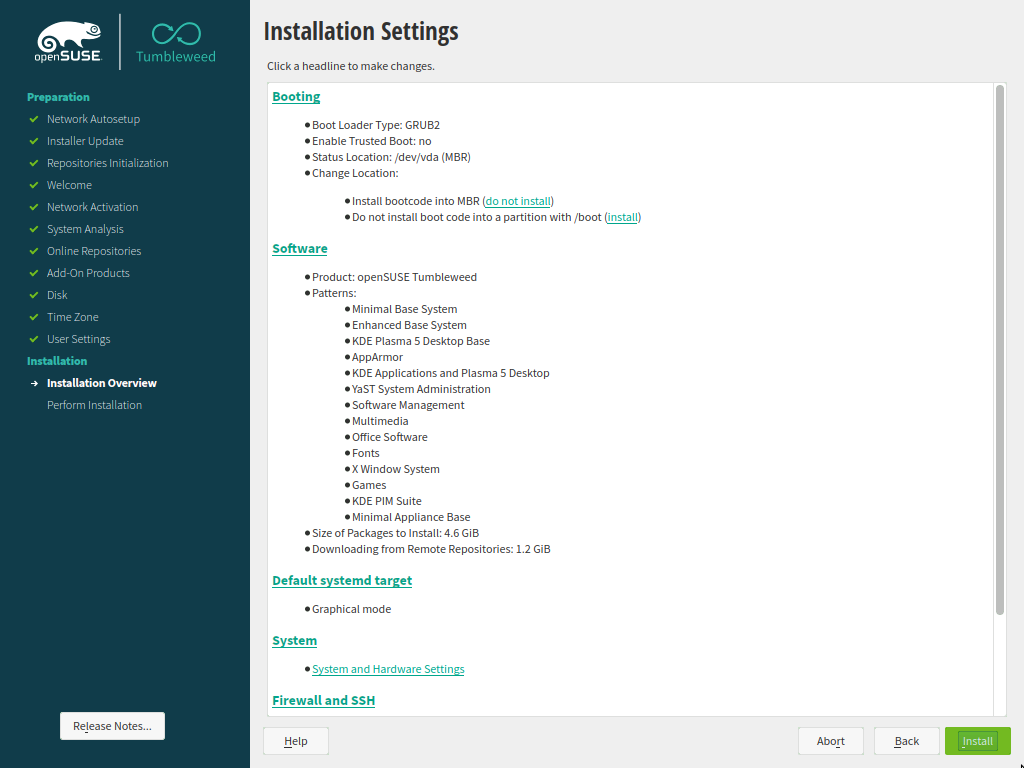 openSUSE. Tumbleweed
Preparation
Network Autosetup
Installer Update
Repositories Initialization
Welcome
Network Activation
System Analysis
Online Repositories
Add-On Products
Disk
Time Zone
User Settings
Installation
Installation Overview
Perform Installation
Release Notes...
Installation Settings
Click a headline to make changes.
Booting
Boot Loader Type: GRUB2
Enable Trusted Boot: no
Status Location: /dev/vda (MBR)
Change Location:
Install bootcode into MBR (do not install)
Do not install boot code into a partition with /boot (install)
Software
Product: openSUSE Tumbleweed
Patterns:
Minimal Base System
Enhanced Base System
KDE Plasma 5 Desktop Base
AppArmor
KDE Applications and Plasma 5 Desktop
YaST System Administration
Software Management
Multimedia
Office Software
Fonts
X Window System
Games
KDE PIM Suite
Minimal Appliance Base
Size of Packages to Install: 4.6 GiB
Downloading from Remote Repositories: 1.2 GiB
Default systemd target
Graphical mode
System
System and Hardware Settings
Firewall and SSH
Help Abort Back Install